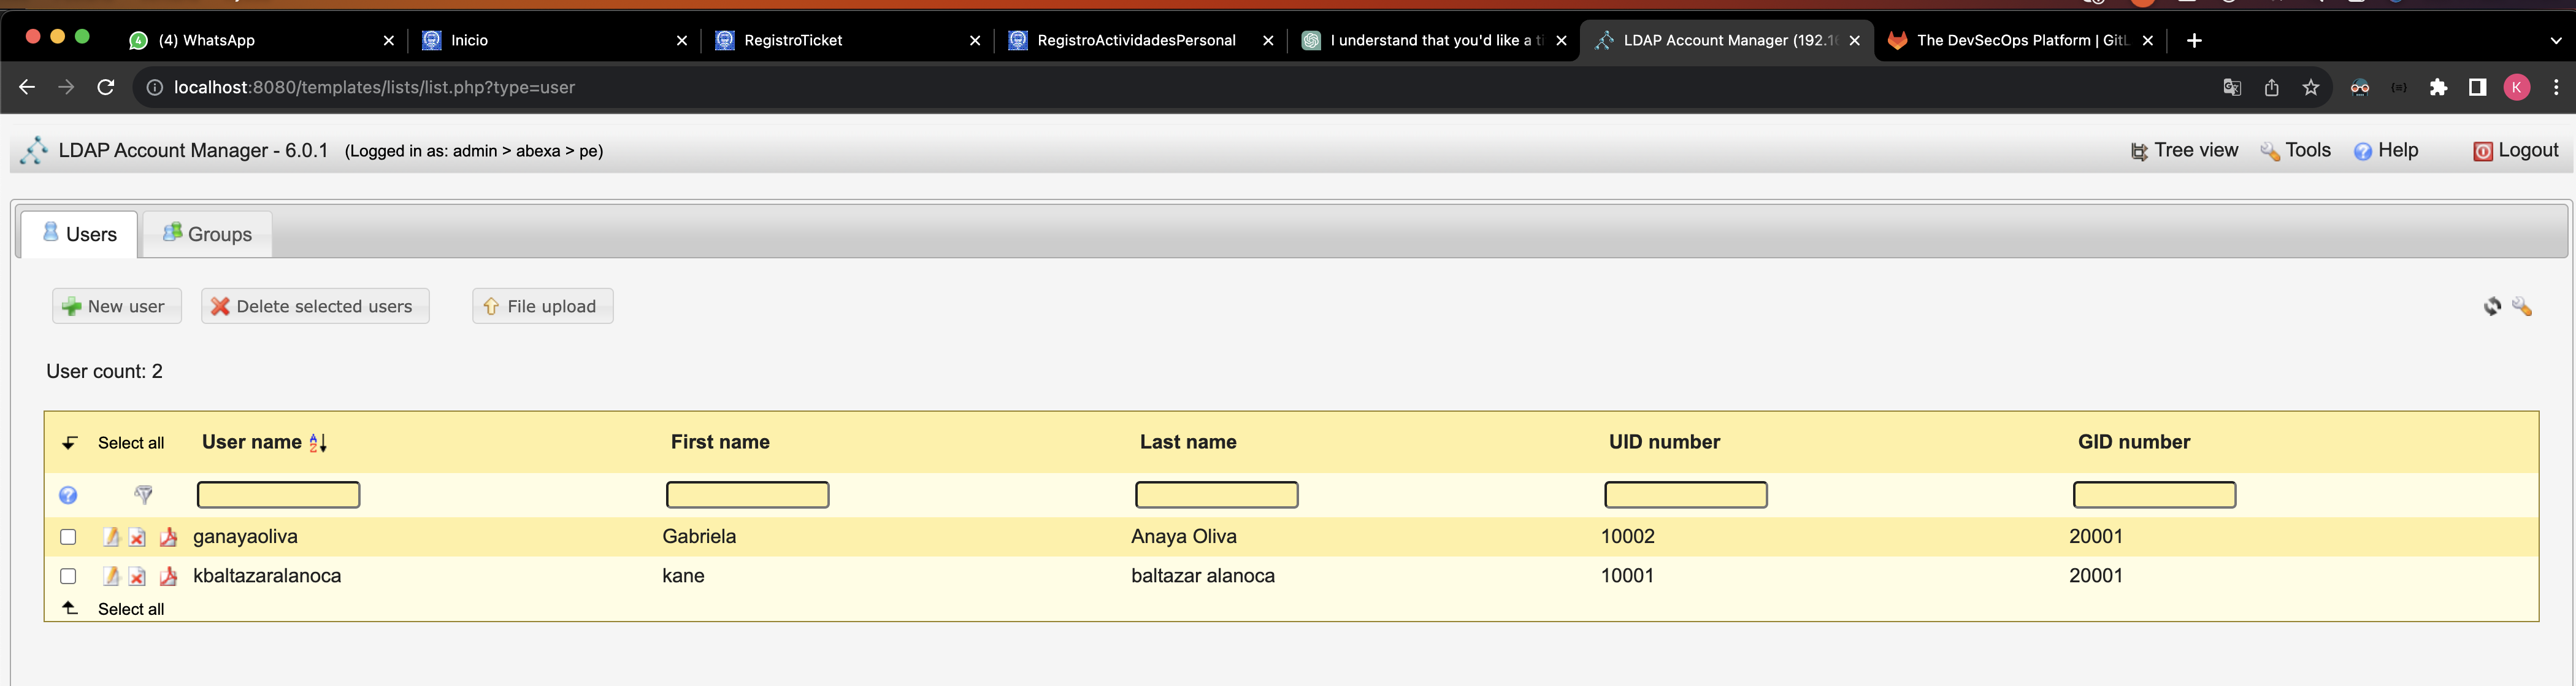 (4) WhatsApp
Inicio
RegistroTicket
RegistroActividadesPersonal
I understand that you'd like a ti
LDAP Account Manager (192.16
The DevSecOps Platform | GitL
localhost:8080/templates/lists/list.php?type=user
K
LDAP Account Manager - 6.0.1 (Logged in as: admin > abexa > pe)
Tree view Tools Help Logout
Users Groups
New user Delete selected users File upload
User count: 2
Select all User name First name Last name UID number GID number
ganayaoliva Gabriela Anaya Oliva 10002 20001
kbaltazaralanoca kane baltazar alanoca 10001 20001
Select all